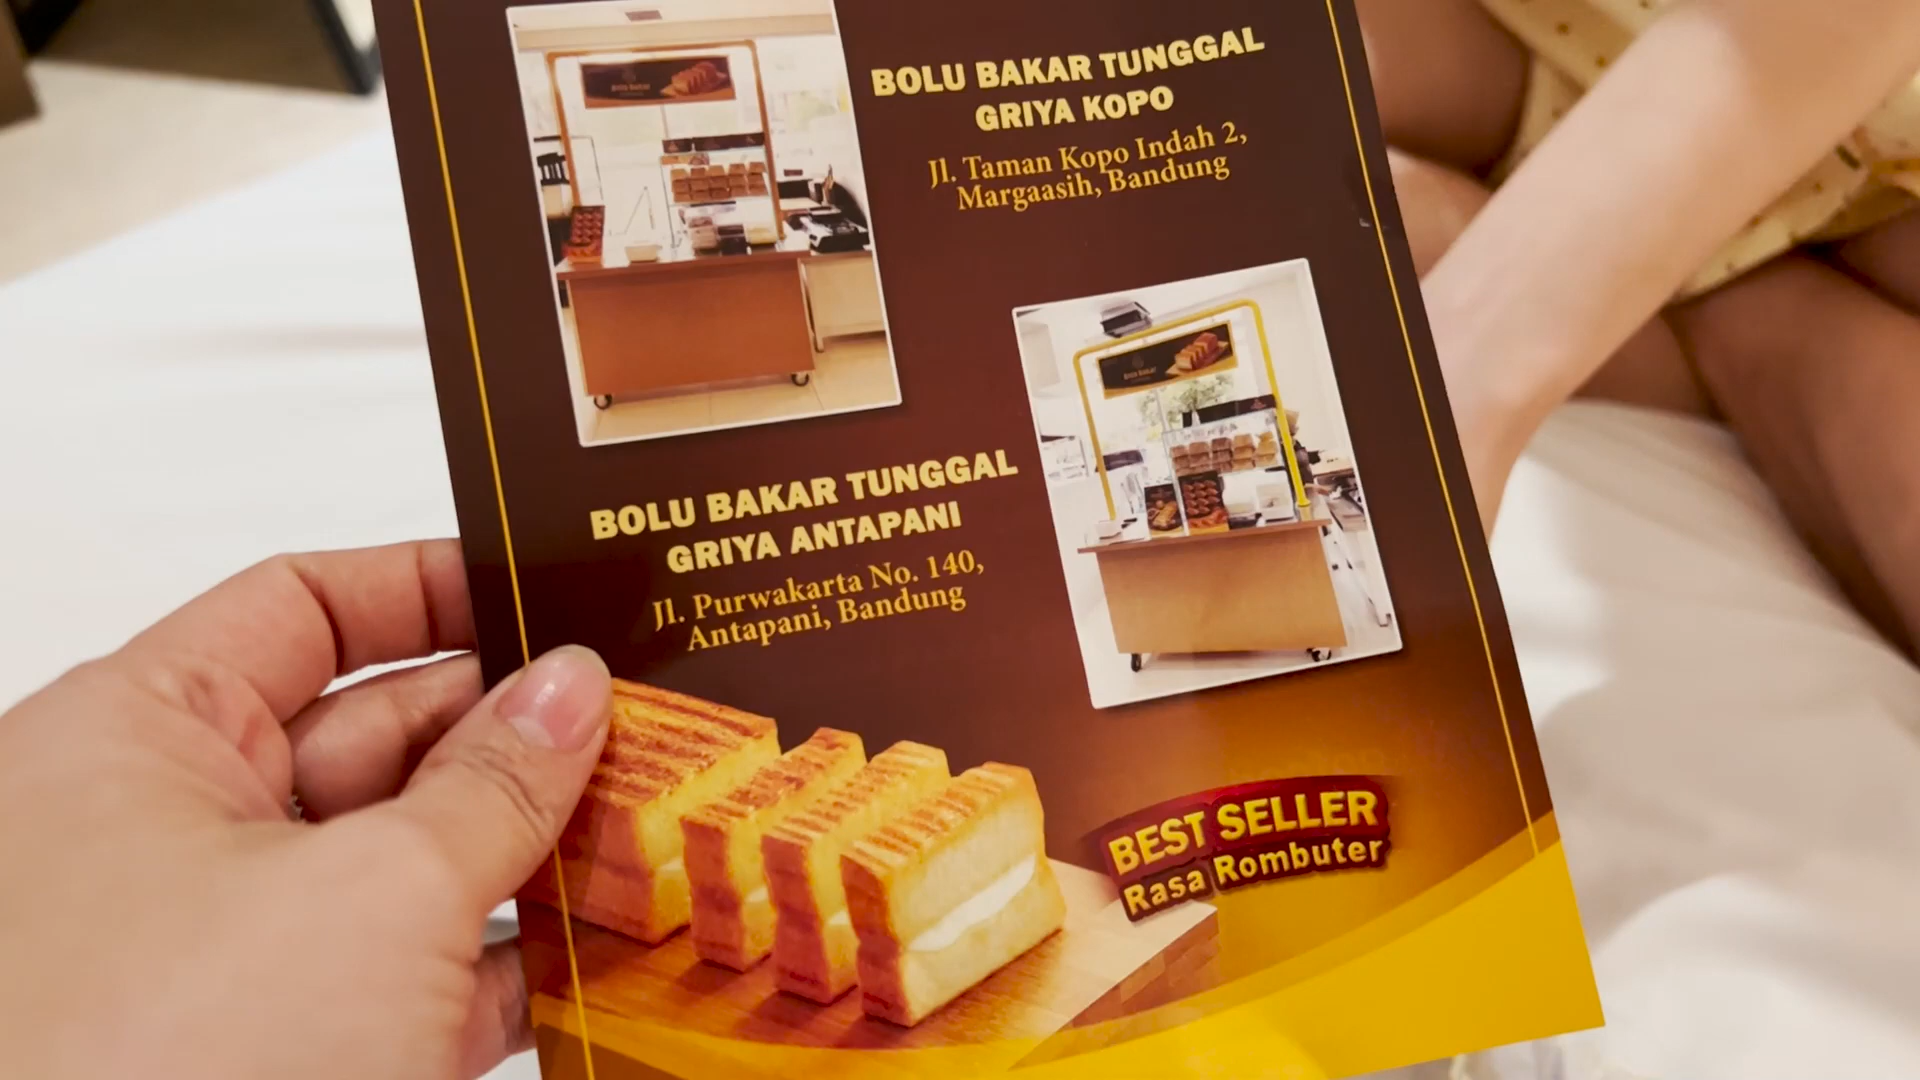 BOLU BAKAR TUNGGAL
GRIYA KOPO
Jl. Taman Kopo Indah 2,
Margaasih, Bandung
BOLU BAKAR TUNGGAL
GRIYA ANTAPANI
Jl. Purwakarta No. 140,
Antapani, Bandung
BEST SELLER
Rasa Rombuter